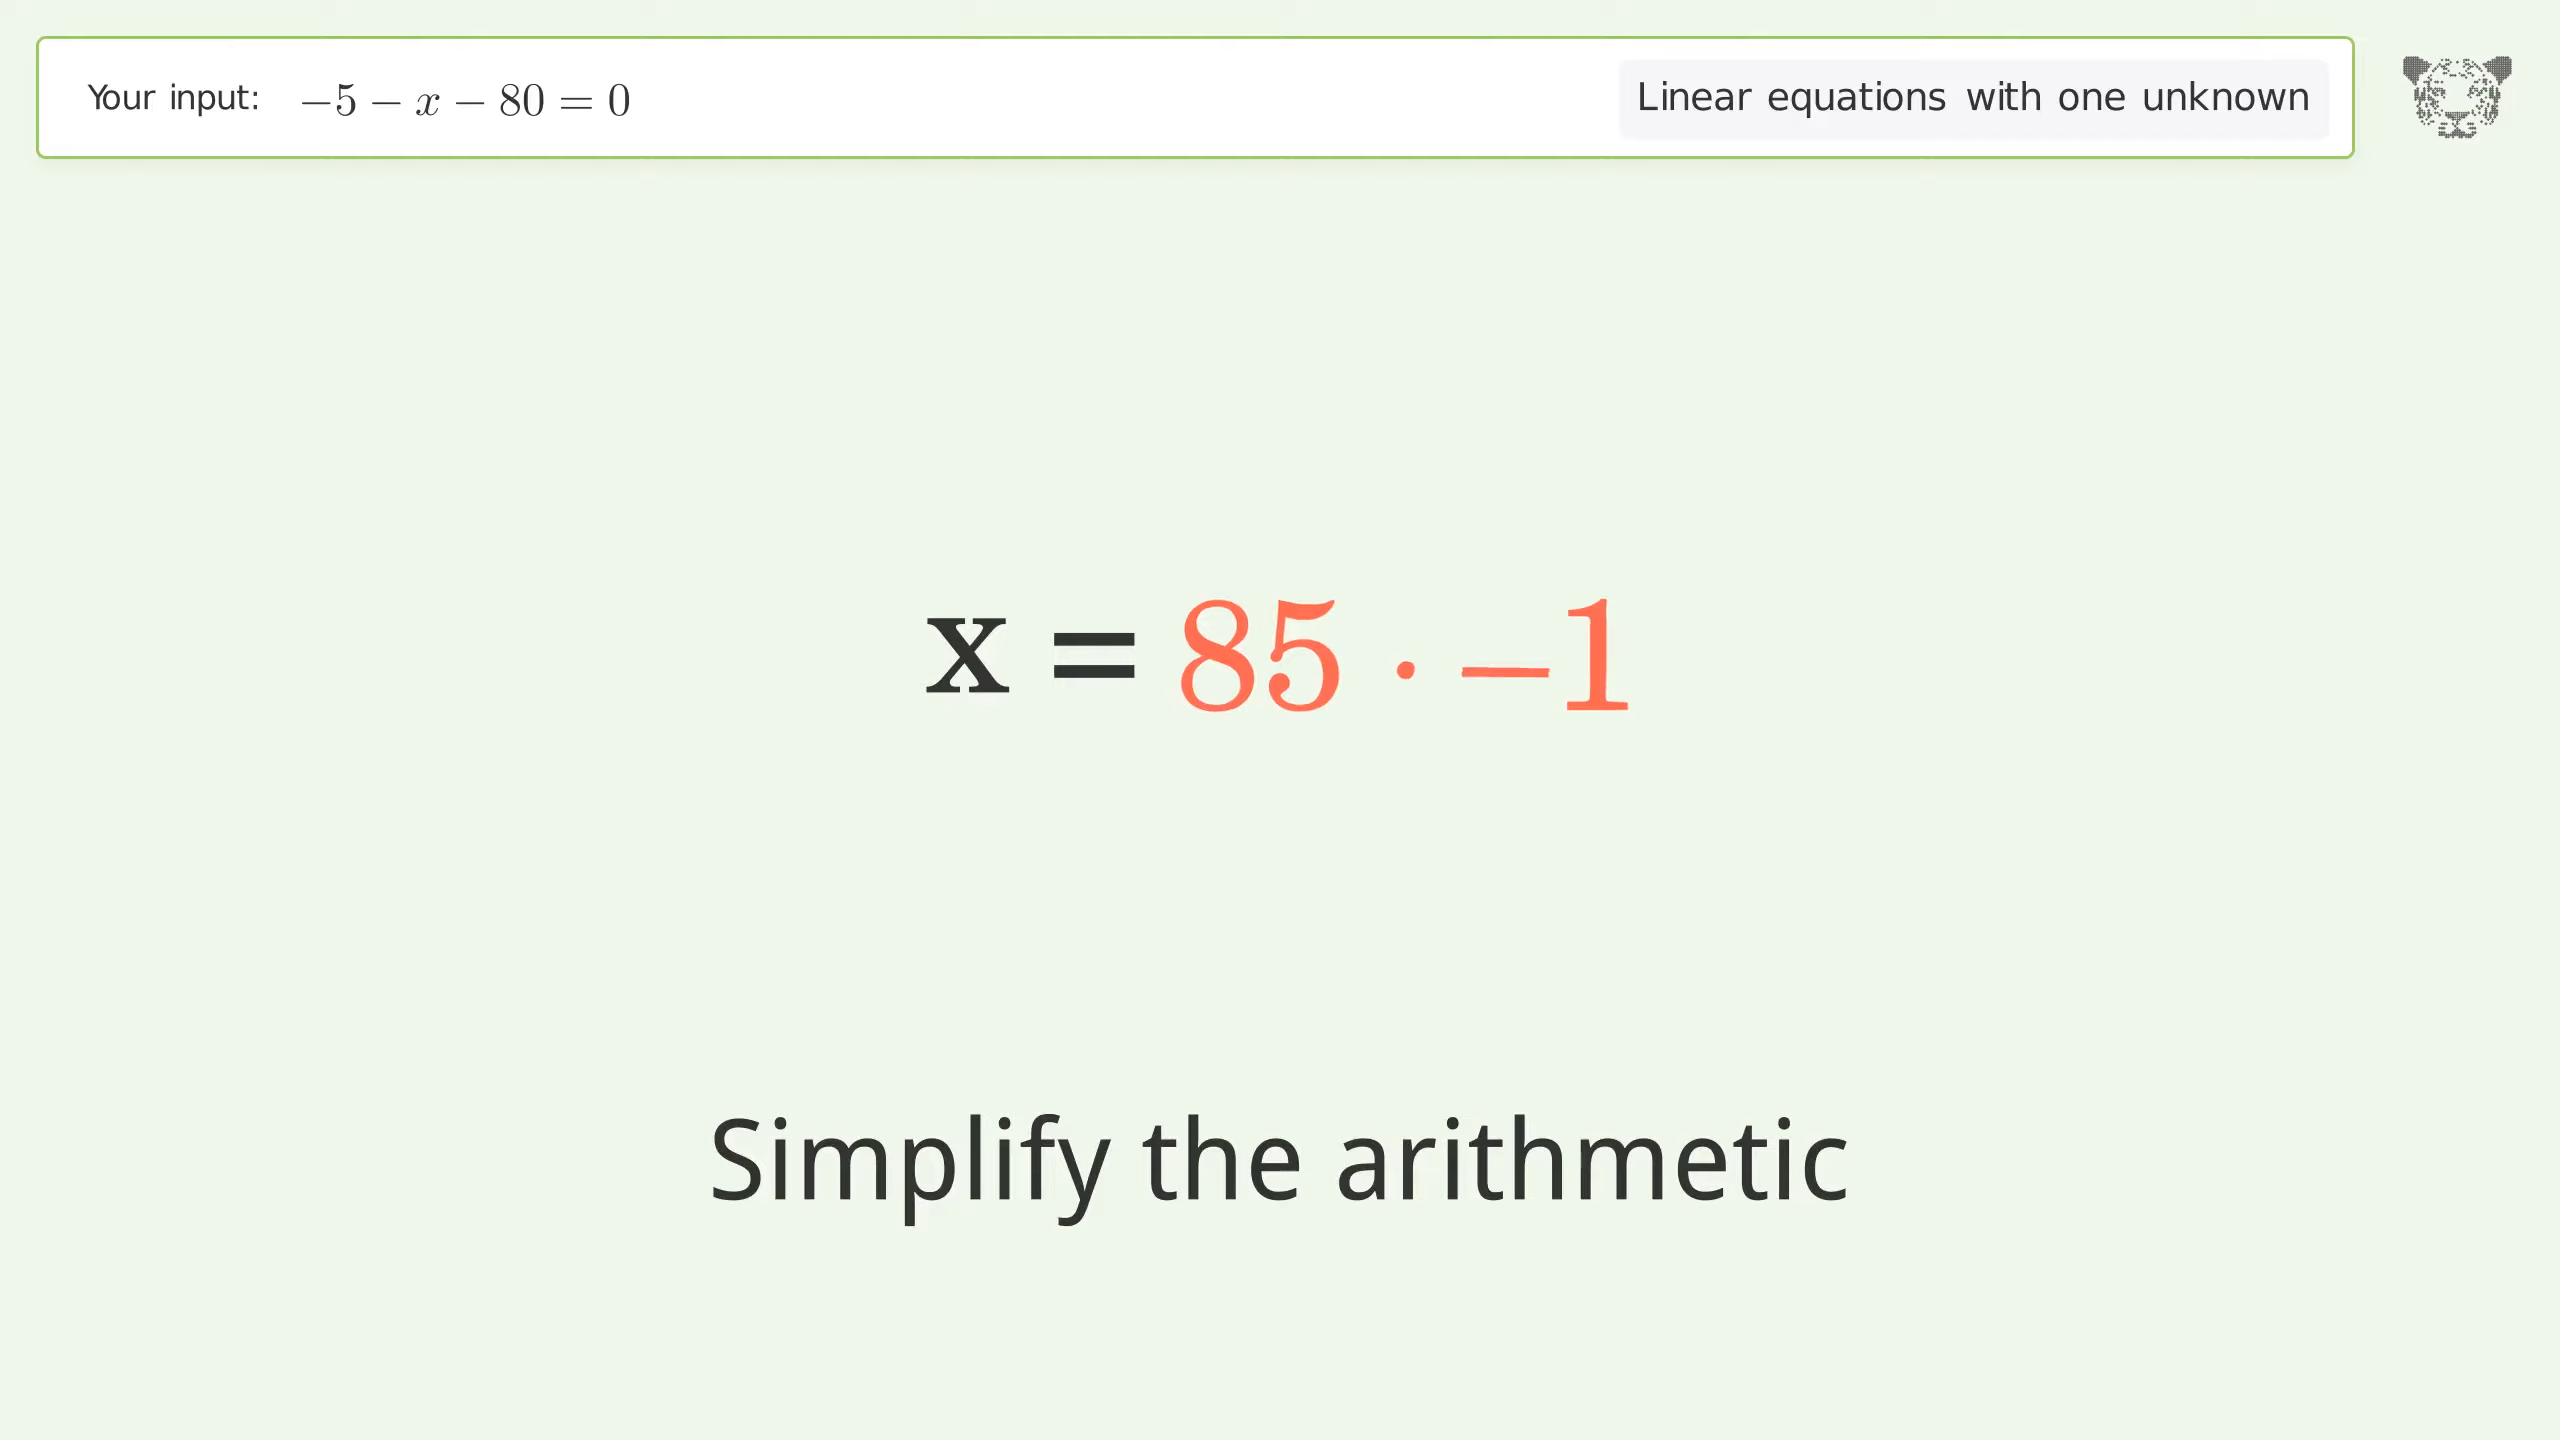 Your input: −5 − x − 80 = 0
Linear equations with one unknown
x = 85 · −1
Simplify the arithmetic